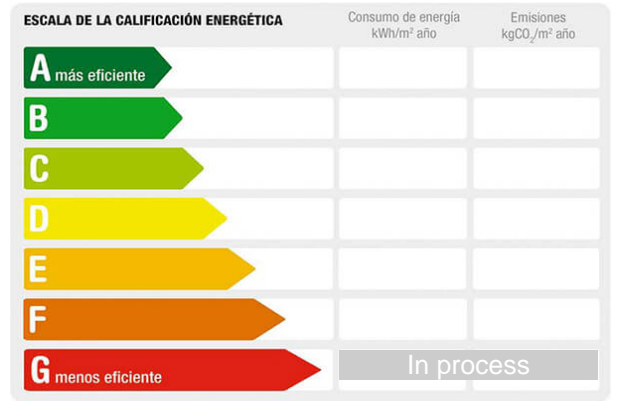 ESCALA DE LA CALIFICACIÓN ENERGÉTICA
Consumo de energía
kWh/m² año
Emisiones
kgCO₂/m² año
A más eficiente
B
C
D
E
F
G menos eficiente
In process